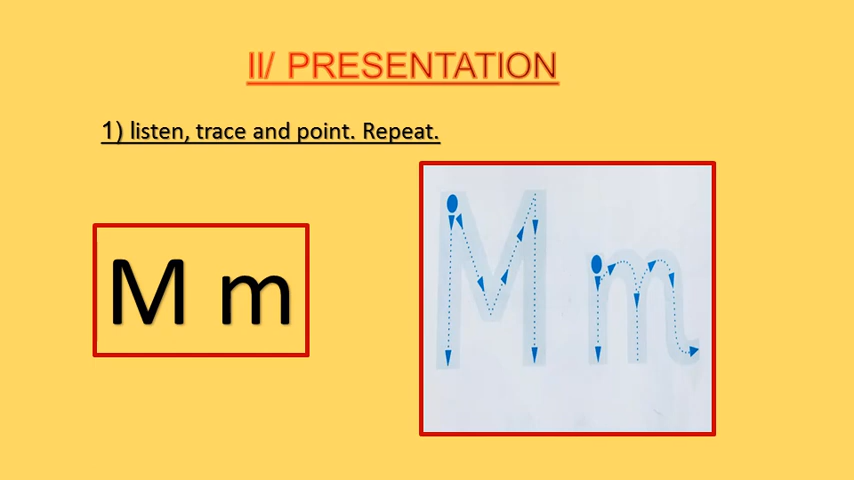 II/ PRESENTATION
1) listen, trace and point. Repeat.
M m
M m